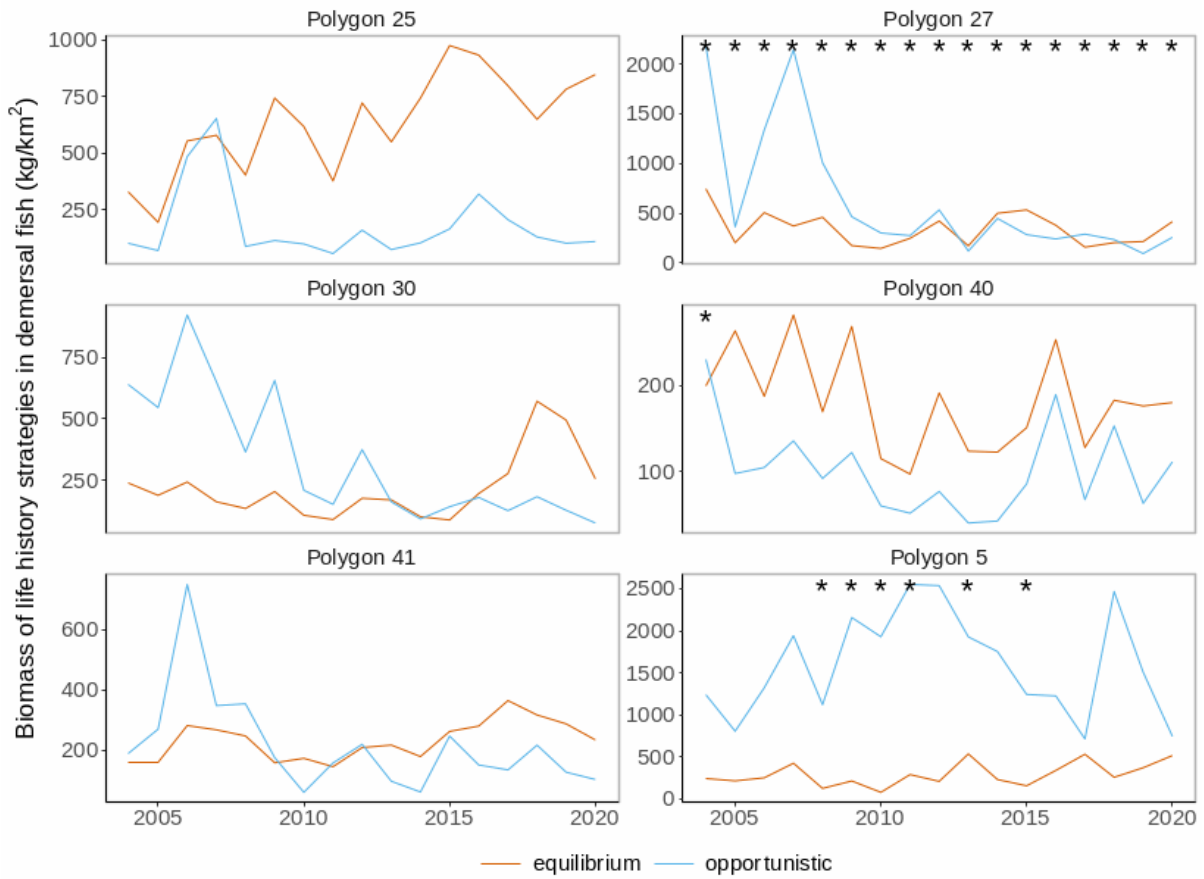 Biomass of life history strategies in demersal fish (kg/km²)
Polygon 25
1000
750
500
250
Polygon 27
* * * * * * * * * * * * * * * * *
2000
1500
1000
500
0
Polygon 30
750
500
250
Polygon 40
*
200
100
Polygon 41
600
400
200
2005 2010 2015 2020
Polygon 5
* * * * * *
2500
2000
1500
1000
500
0
2005 2010 2015 2020
equilibrium opportunistic